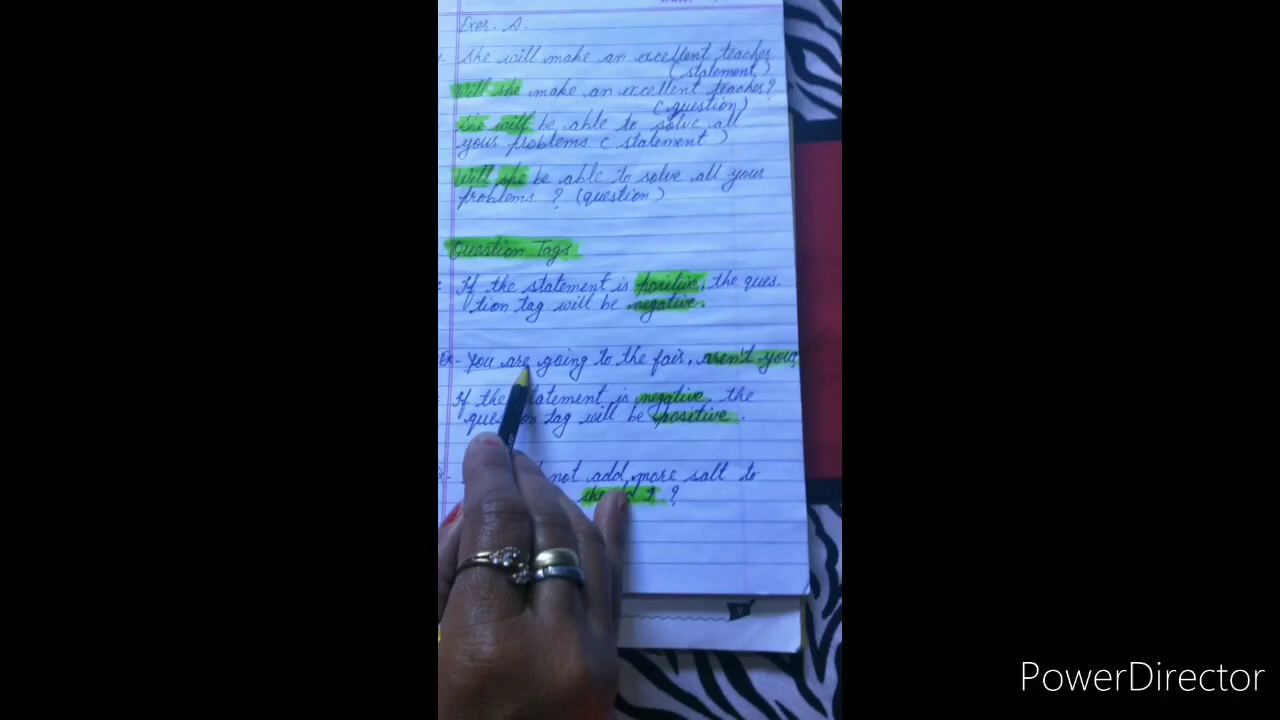 Exer. A.
She will make an excellent teacher
(statement)
Will she make an excellent teacher?
(question)
She will be able to solve all
your problems. (statement)
Will she be able to solve all your
problems ? (question)
Question Tags
If the statement is positive, the ques-
tion tag will be negative.
Ex- You are going to the fair, aren't you?
If the statement is negative, the
question tag will be positive.
not add more salt to
should I ?
PowerDirector